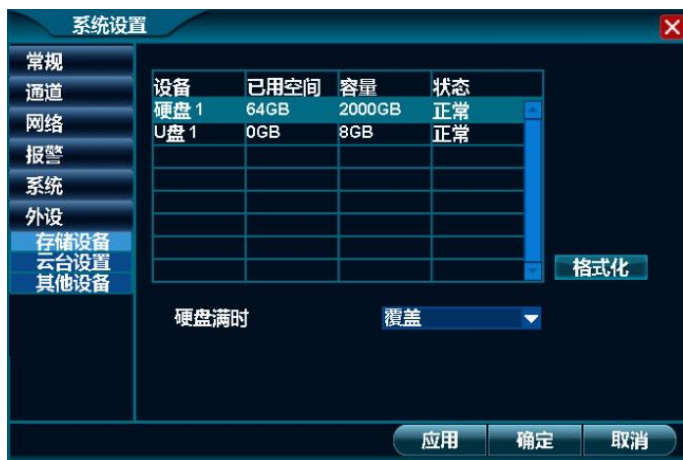 系统设置
常规
通道
网络
报警
系统
外设
存储设备
云台设置
其他设备
设备 已用空间 容量 状态
硬盘 1 64GB 2000GB 正常
U盘 1 0GB 8GB 正常
格式化
硬盘满时 覆盖
应用 确定 取消